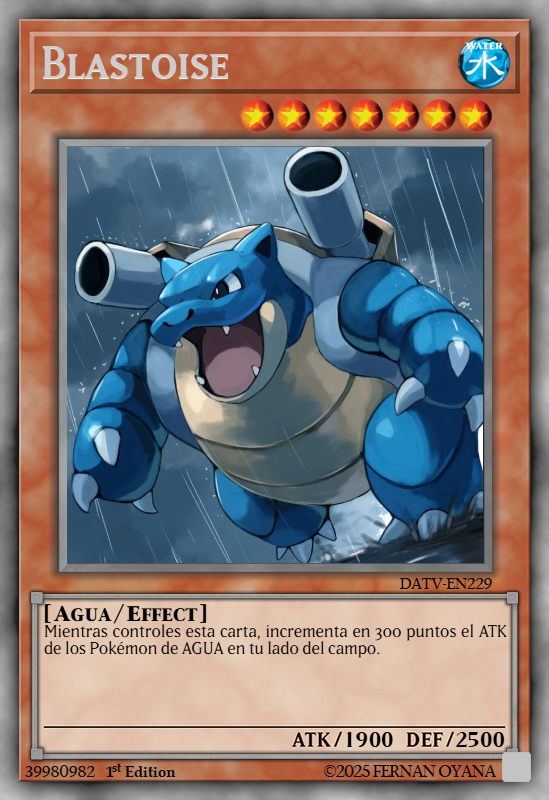 Blastoise
WATER
水
DATV-EN229
[Agua/Effect]
Mientras controles esta carta, incrementa en 300 puntos el ATK
de los Pokémon de AGUA en tu lado del campo.
ATK/1900 DEF/2500
39980982 1st Edition ©2025 FERNAN OYANA